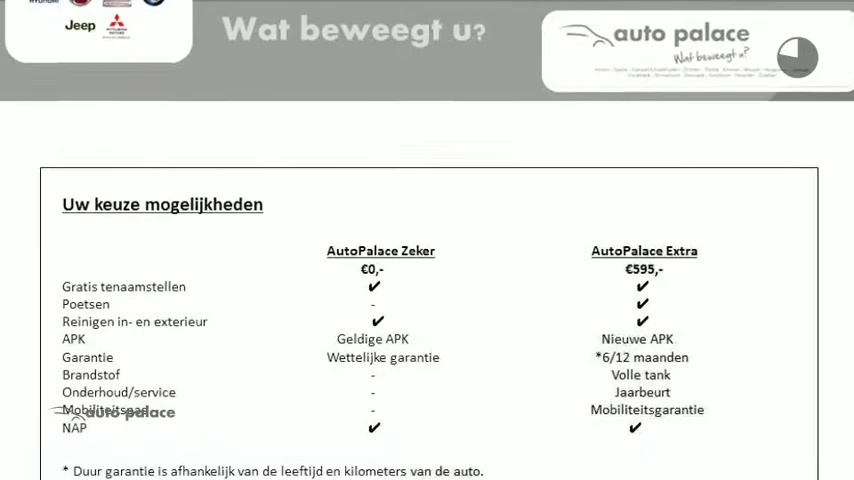 HYUNDAI
Jeep
MITSUBISHI MOTORS
Wat beweegt u?
auto palace
Wat beweegt u?
Uw keuze mogelijkheden
AutoPalace Zeker AutoPalace Extra
€0,- €595,-
Gratis tenaamstellen ✔ ✔
Poetsen - ✔
Reinigen in- en exterieur ✔ ✔
APK Geldige APK Nieuwe APK
Garantie Wettelijke garantie *6/12 maanden
Brandstof - Volle tank
Onderhoud/service - Jaarbeurt
Mobiliteitspas - Mobiliteitsgarantie
auto palace
NAP ✔ ✔
* Duur garantie is afhankelijk van de leeftijd en kilometers van de auto.